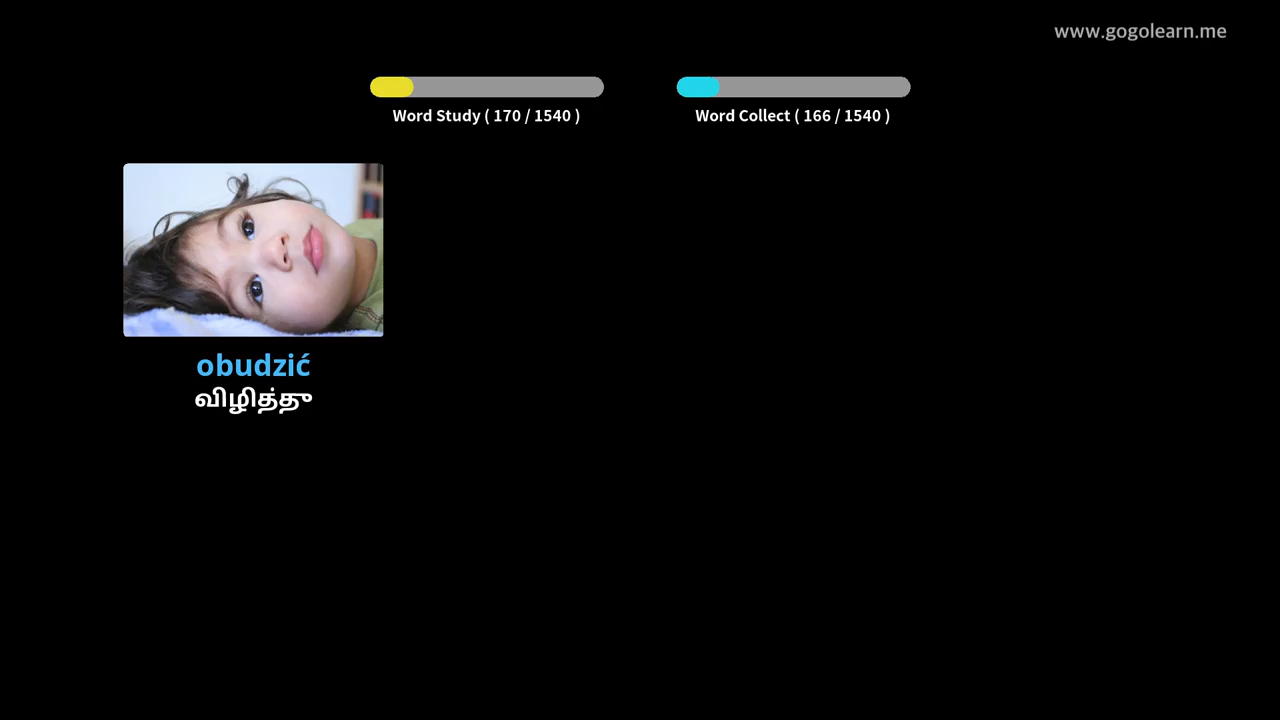 www.gogolearn.me
Word Study ( 170 / 1540 )
Word Collect ( 166 / 1540 )
obudzić
விழித்து